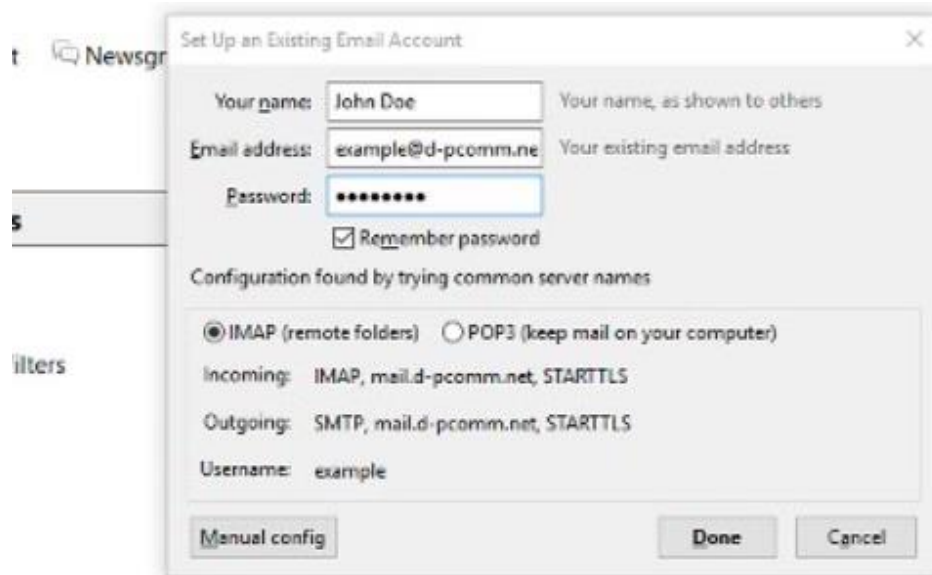 t Newsgr
Set Up an Existing Email Account
Your name: John Doe Your name, as shown to others
Email address: example@d-pcomm.ne Your existing email address
Password: •••••••••
s
Remember password
Configuration found by trying common server names
IMAP (remote folders) POP3 (keep mail on your computer)
ilters
Incoming: IMAP, mail.d-pcomm.net, STARTTLS
Outgoing: SMTP, mail.d-pcomm.net, STARTTLS
Username: example
Manual config Done Cancel